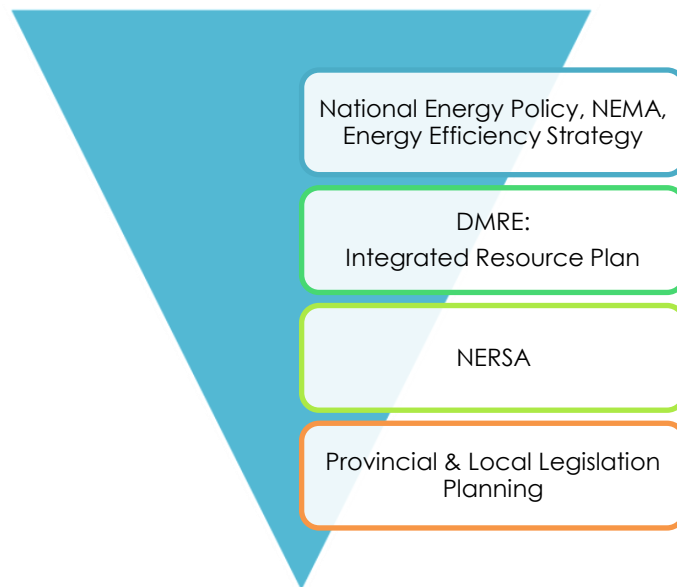 National Energy Policy, NEMA,
Energy Efficiency Strategy
DMRE:
Integrated Resource Plan
NERSA
Provincial & Local Legislation
Planning